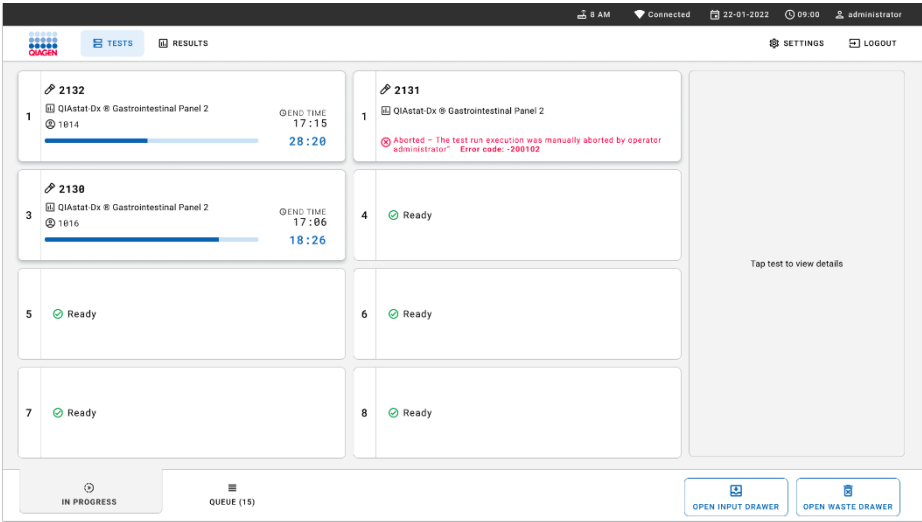 8 AM Connected 22-01-2022 09:00 administrator
QIAGEN TESTS RESULTS SETTINGS LOGOUT
1
2132
QIAstat-Dx ® Gastrointestinal Panel 2
1014
END TIME
17:15
28:20
1
2131
QIAstat-Dx ® Gastrointestinal Panel 2
Aborted – The test run execution was manually aborted by operator
administrator" Error code: -200102
3
2130
QIAstat-Dx ® Gastrointestinal Panel 2
1016
END TIME
17:06
18:26
4 Ready
Tap test to view details
5 Ready
6 Ready
7 Ready
8 Ready
IN PROGRESS
QUEUE (15)
OPEN INPUT DRAWER
OPEN WASTE DRAWER